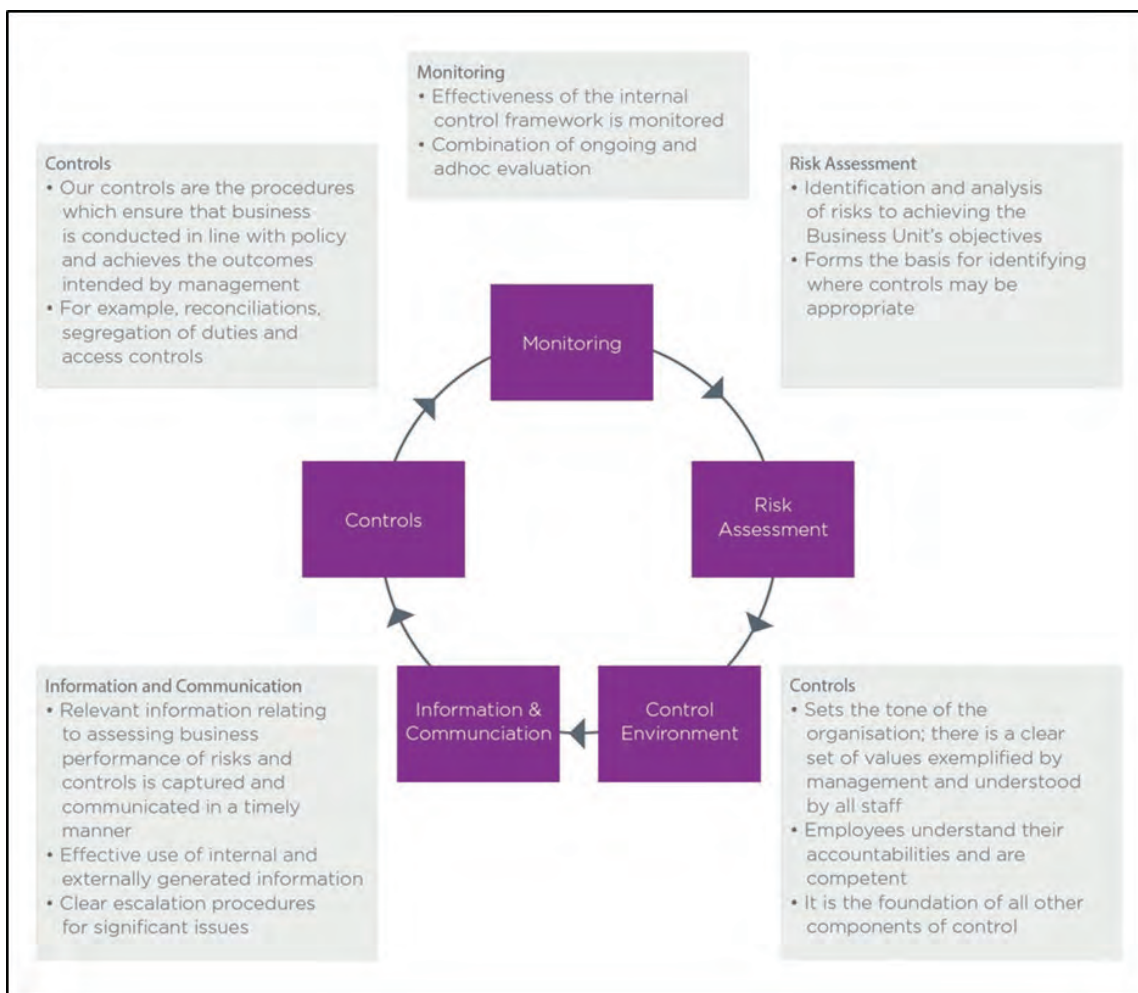 Monitoring
• Effectiveness of the internal
control framework is monitored
• Combination of ongoing and
adhoc evaluation
Controls
• Our controls are the procedures
which ensure that business
is conducted in line with policy
and achieves the outcomes
intended by management
• For example, reconciliations,
segregation of duties and
access controls
Risk Assessment
• Identification and analysis
of risks to achieving the
Business Unit's objectives
• Forms the basis for identifying
where controls may be
appropriate
Monitoring
Controls
Risk
Assessment
Information &
Communciation
Control
Environment
Information and Communication
• Relevant information relating
to assessing business
performance of risks and
controls is captured and
communicated in a timely
manner
• Effective use of internal and
externally generated information
• Clear escalation procedures
for significant issues
Controls
• Sets the tone of the
organisation; there is a clear
set of values exemplified by
management and understood
by all staff
• Employees understand their
accountabilities and are
competent
• It is the foundation of all other
components of control